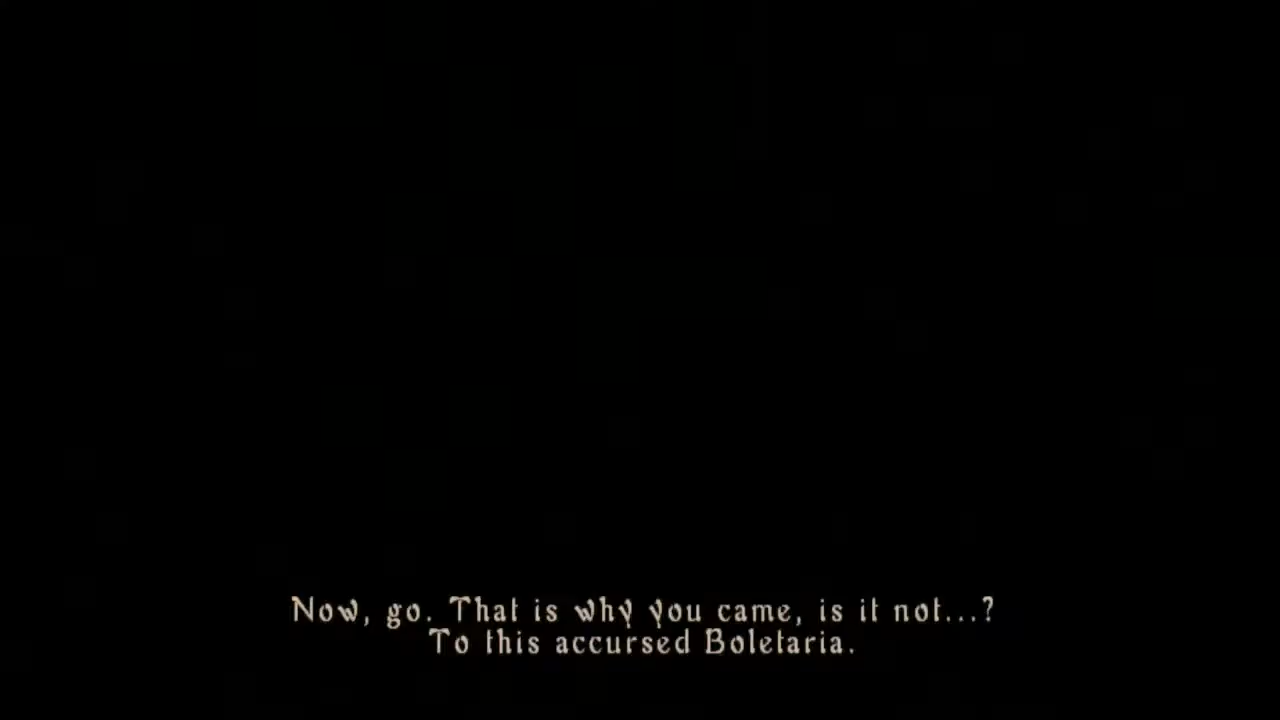 Now, go. That is why you came, is it not...?
To this accursed Boletaria.